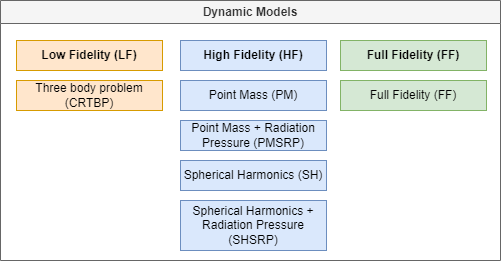 Dynamic Models
Low Fidelity (LF)
High Fidelity (HF)
Full Fidelity (FF)
Three body problem
(CRTBP)
Point Mass (PM)
Full Fidelity (FF)
Point Mass + Radiation
Pressure (PMSRP)
Spherical Harmonics (SH)
Spherical Harmonics +
Radiation Pressure
(SHSRP)